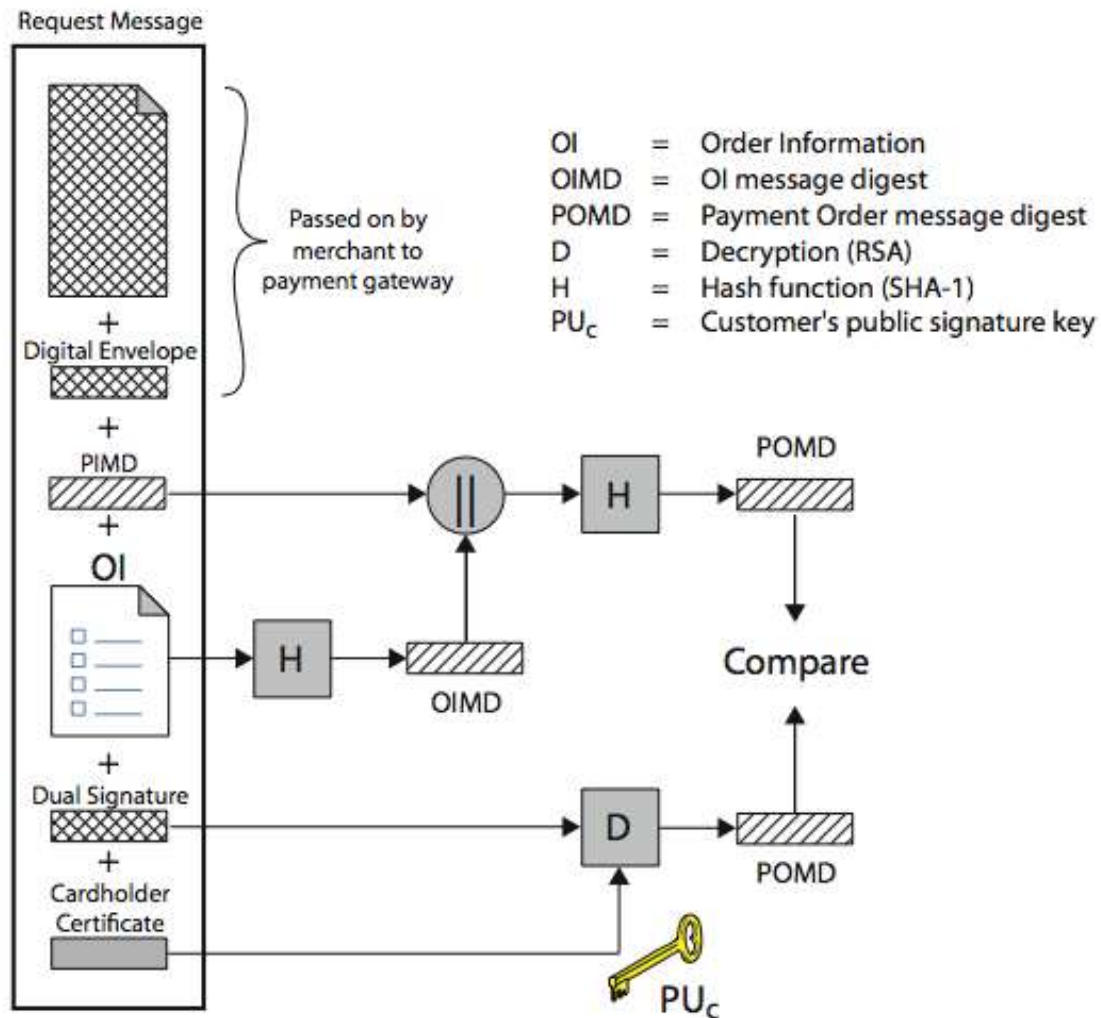 Request Message
Passed on by
merchant to
payment gateway
OI = Order Information
OIMD = OI message digest
POMD = Payment Order message digest
D = Decryption (RSA)
H = Hash function (SHA-1)
PUc = Customer's public signature key
+
Digital Envelope
+
PIMD
+
||
H
POMD
OI
H
OIMD
Compare
+
Dual Signature
D
POMD
+
Cardholder
Certificate
PUc